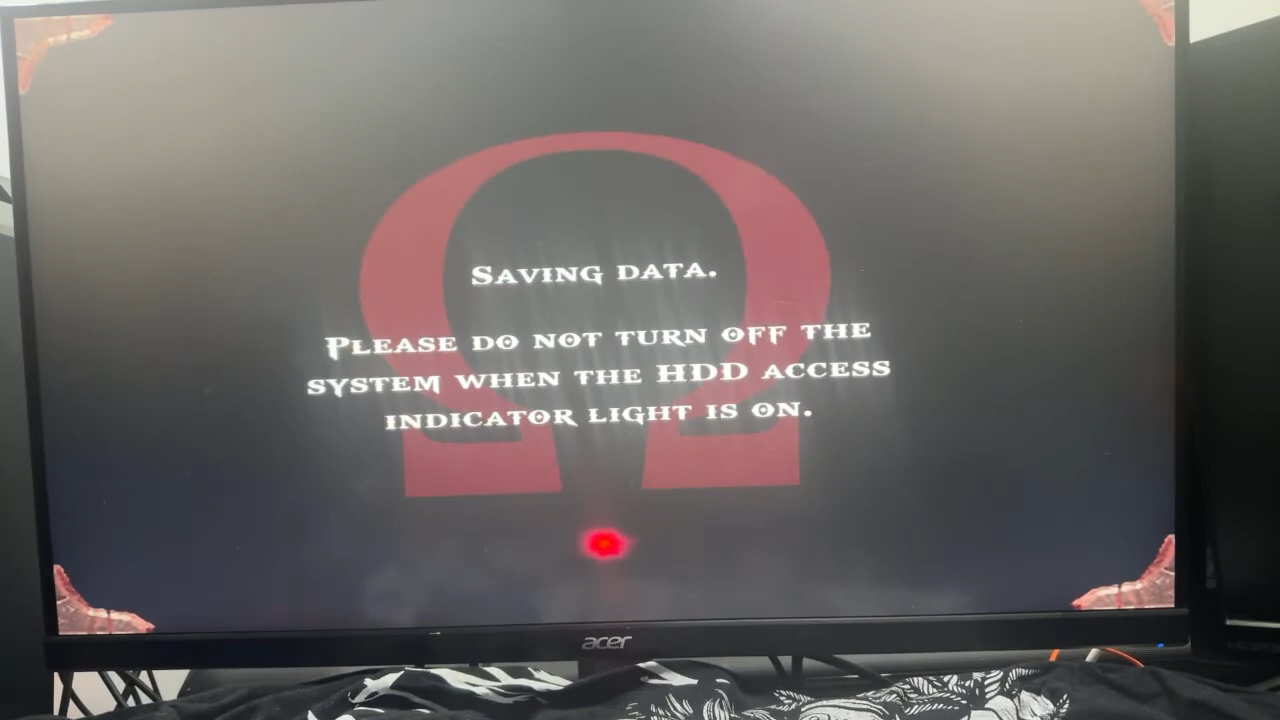 Saving data.
Please do not turn off the
system when the HDD access
indicator light is on.
acer